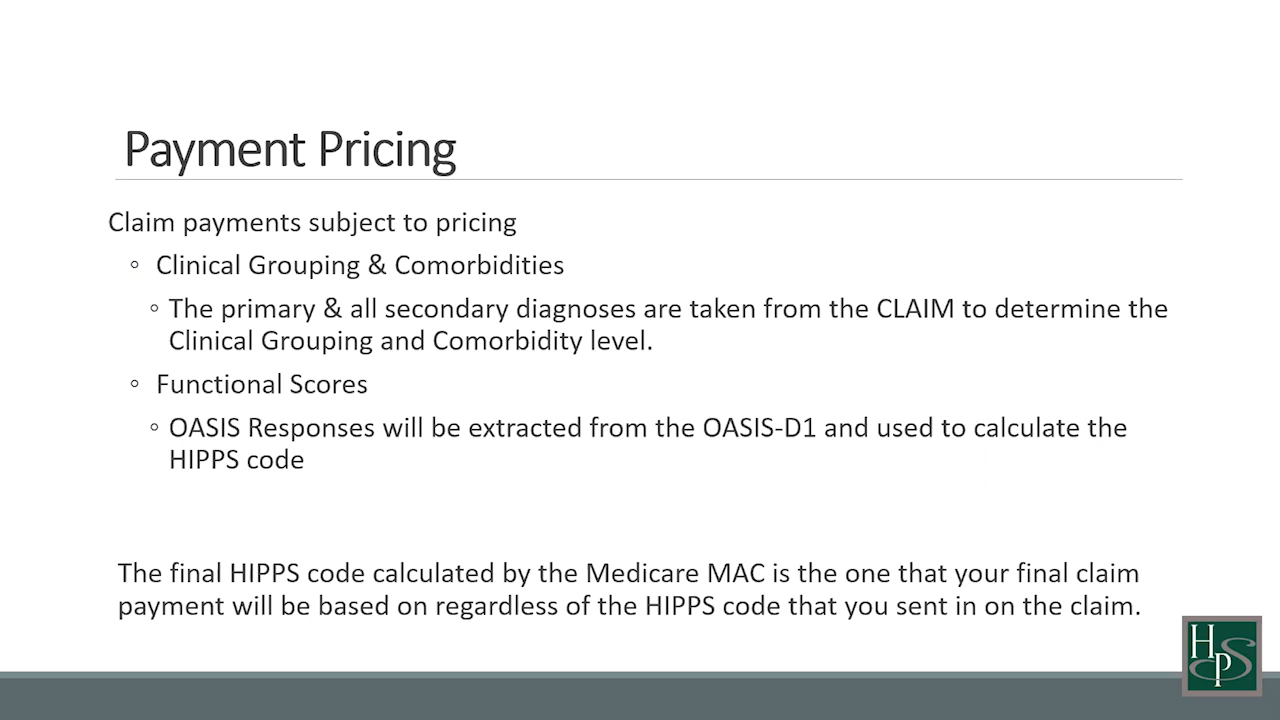 Payment Pricing
Claim payments subject to pricing
◦ Clinical Grouping & Comorbidities
◦ The primary & all secondary diagnoses are taken from the CLAIM to determine the
Clinical Grouping and Comorbidity level.
◦ Functional Scores
◦ OASIS Responses will be extracted from the OASIS-D1 and used to calculate the
HIPPS code
The final HIPPS code calculated by the Medicare MAC is the one that your final claim
payment will be based on regardless of the HIPPS code that you sent in on the claim.
HPS